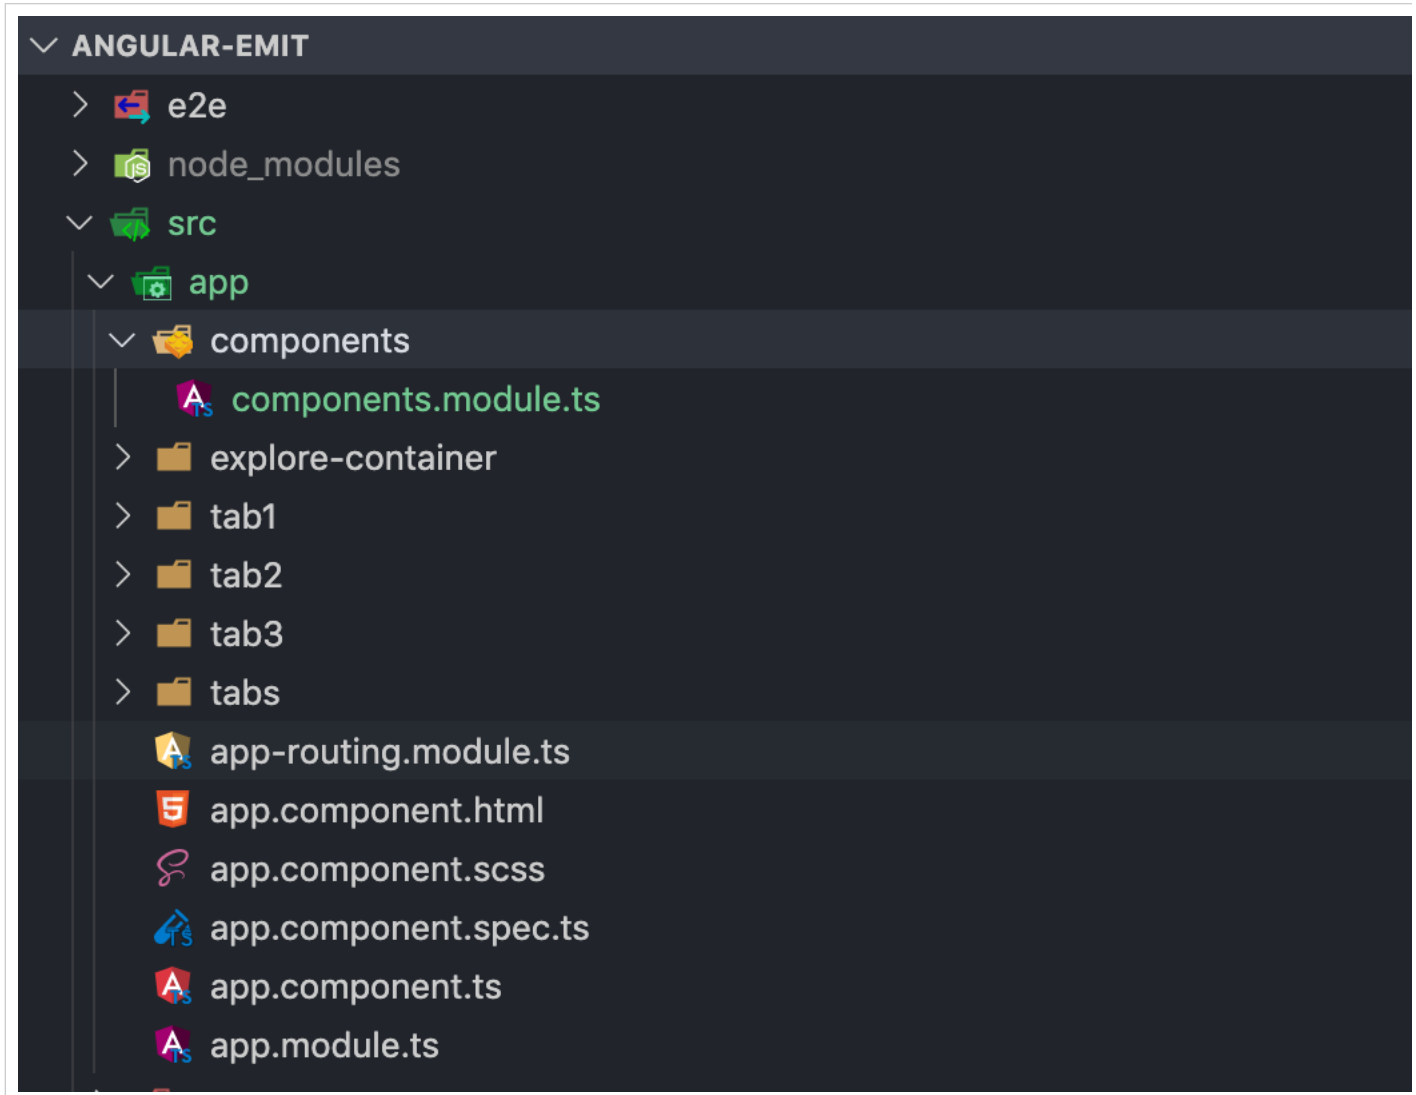 ANGULAR-EMIT
e2e
node_modules
src
app
components
components.module.ts
explore-container
tab1
tab2
tab3
tabs
app-routing.module.ts
app.component.html
app.component.scss
app.component.spec.ts
app.component.ts
app.module.ts